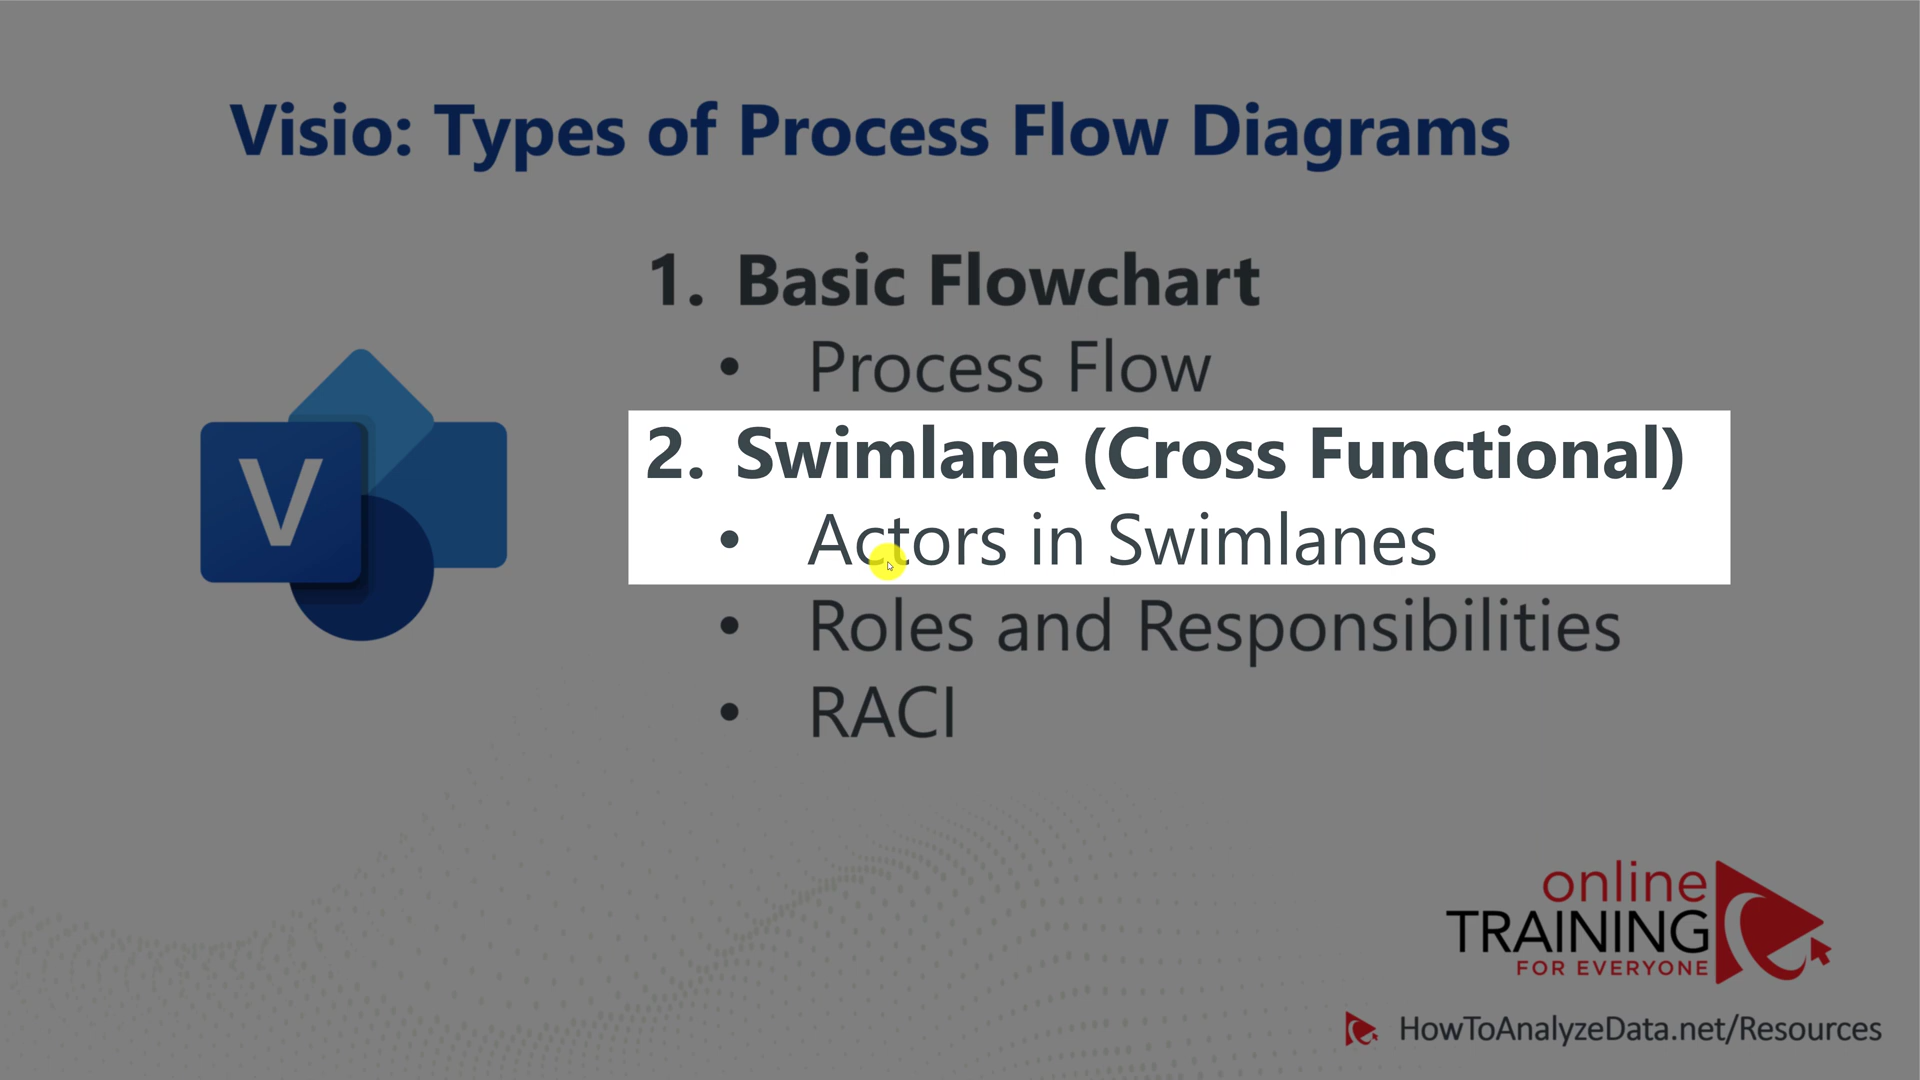 Visio: Types of Process Flow Diagrams
1. Basic Flowchart
• Process Flow
2. Swimlane (Cross Functional)
• Actors in Swimlanes
• Roles and Responsibilities
• RACI
V
online
TRAINING
FOR EVERYONE
HowToAnalyzeData.net/Resources